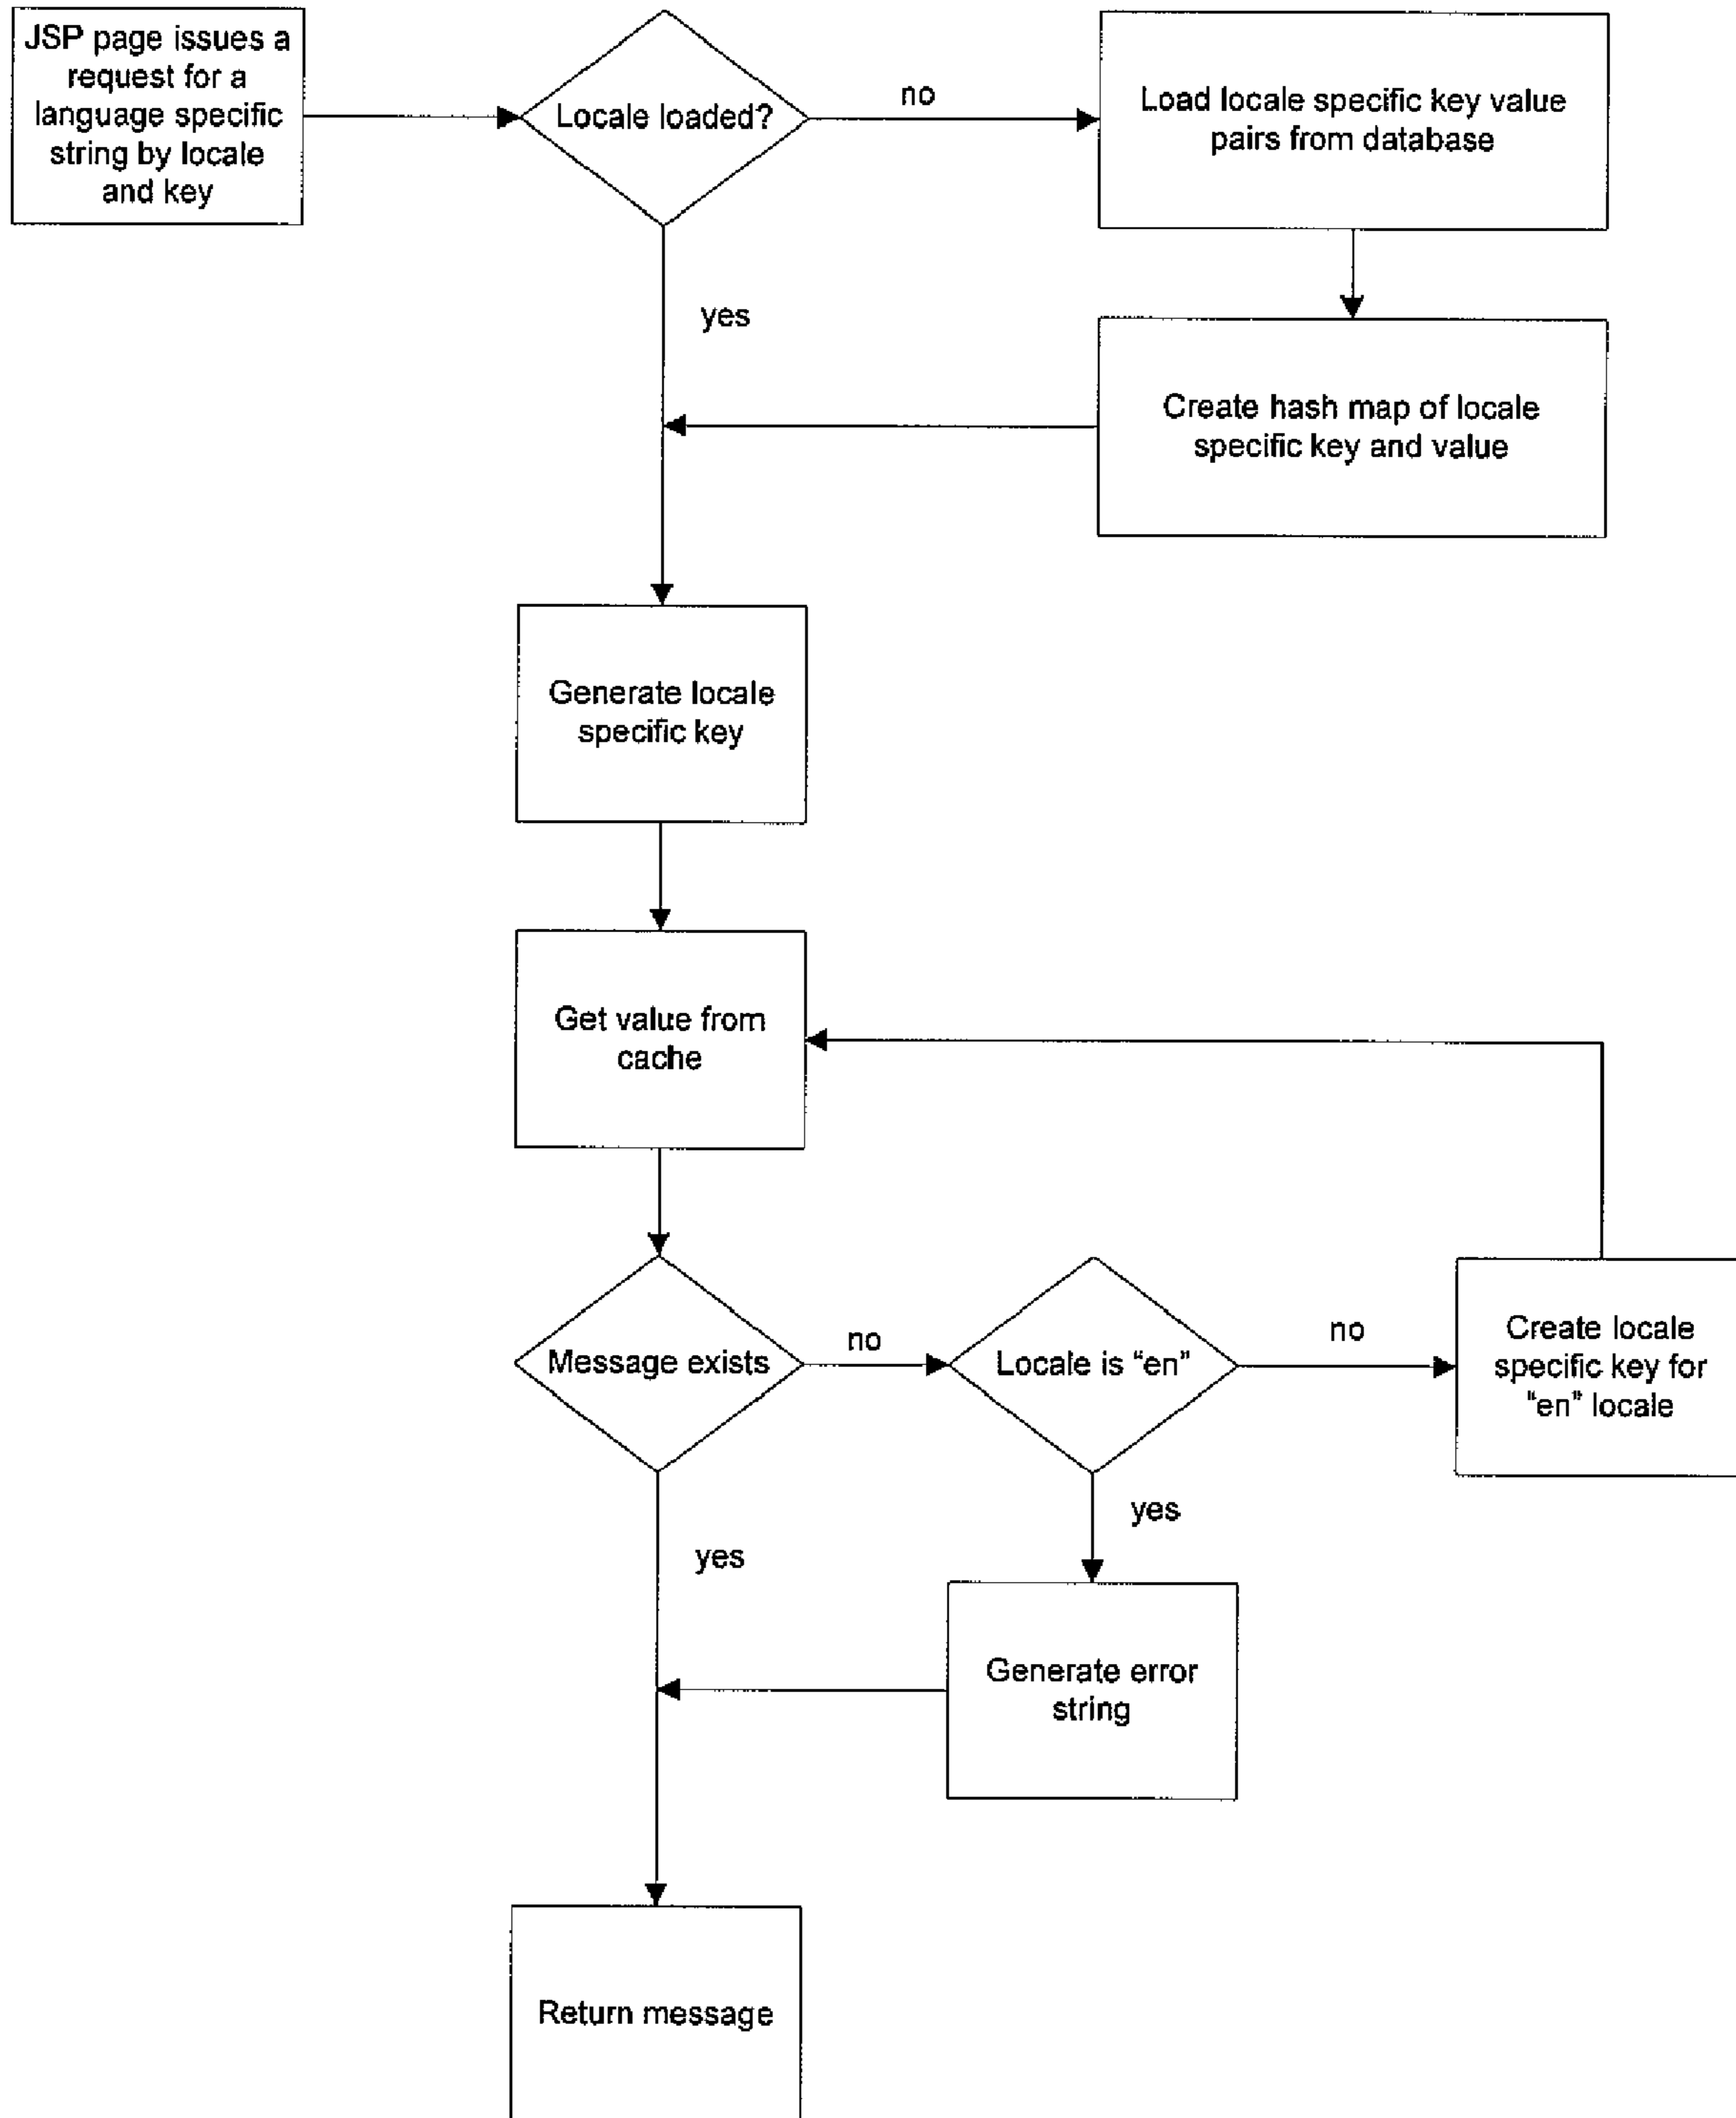 JSP page issues a
request for a
language specific
string by locale
and key
Locale loaded?
no
Load locale specific key value
pairs from database
yes
Create hash map of locale
specific key and value
Generate locale
specific key
Get value from
cache
Message exists
no
Locale is "en"
no
Create locale
specific key for
"en" locale
yes
yes
Generate error
string
Return message